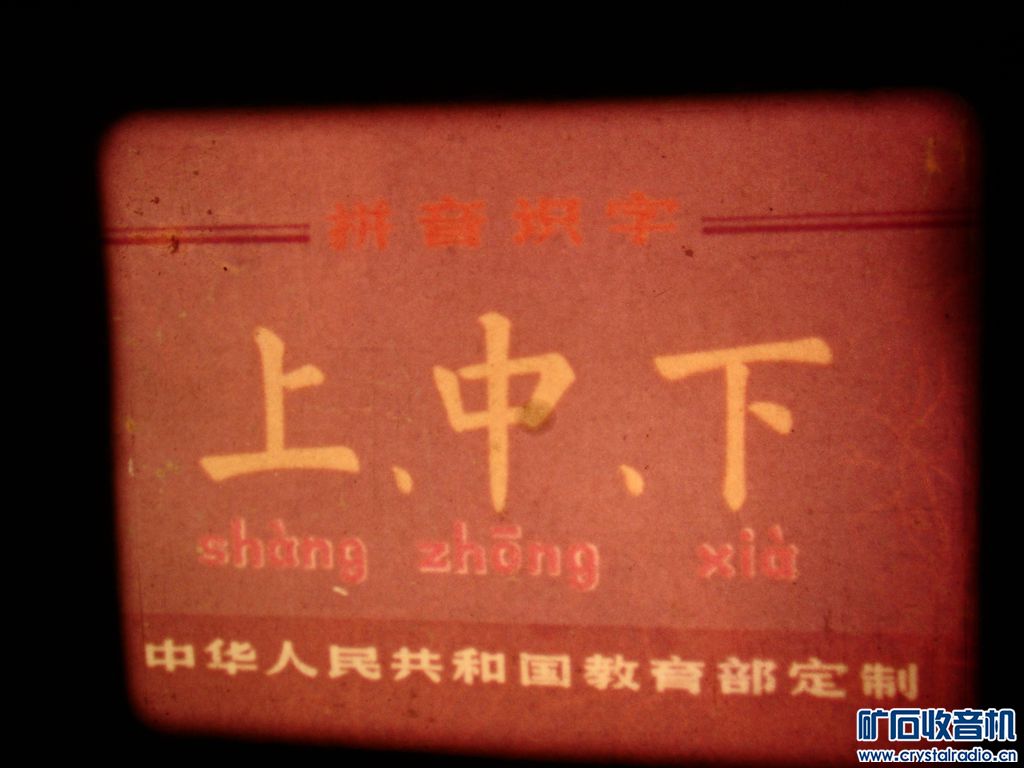 拼音识字
上、中、下
shàng zhōng xià
中华人民共和国教育部定制
矿石收音机
www.crystalradio.cn